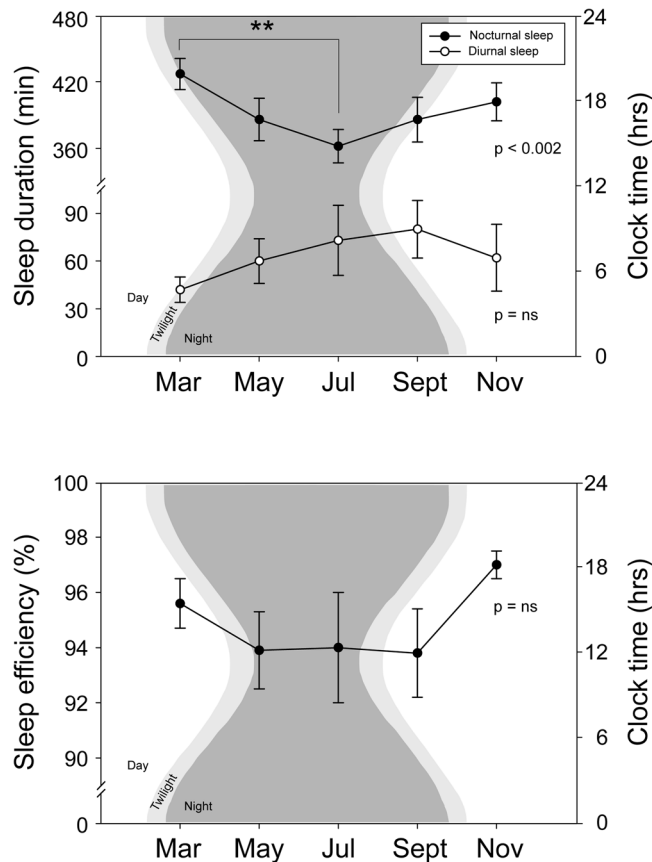 480
420
360
90
60
30
0
Sleep duration (min)
**
Nocturnal sleep
Diurnal sleep
p < 0.002
p = ns
Day
Twilight
Night
24
18
12
6
0
Clock time (hrs)
Mar May Jul Sept Nov
100
98
96
94
92
90
0
Sleep efficiency (%)
p = ns
Day
Twilight
Night
24
18
12
6
0
Clock time (hrs)
Mar May Jul Sept Nov